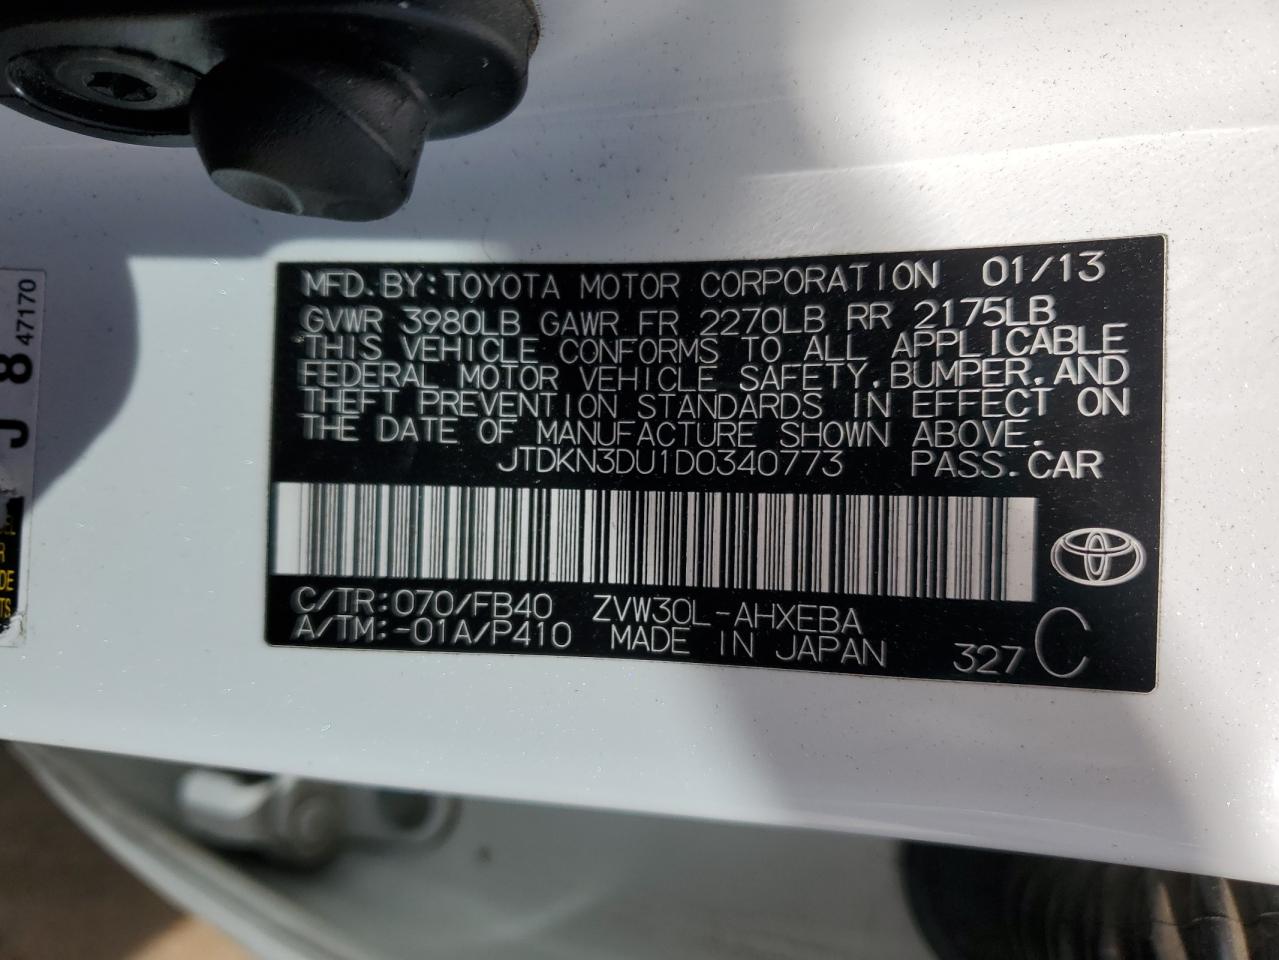 MFD. BY: TOYOTA MOTOR CORPORATION 01/13
GVWR 3980LB GAWR FR 2270LB RR 2175LB
THIS VEHICLE CONFORMS TO ALL APPLICABLE
FEDERAL MOTOR VEHICLE SAFETY, BUMPER, AND
THEFT PREVENTION STANDARDS IN EFFECT ON
THE DATE OF MANUFACTURE SHOWN ABOVE.
JTDKN3DU1D0340773 PASS. CAR
C/TR: 070/FB40 ZVW30L-AHXEBA
A/TM: -01A/P410 MADE IN JAPAN 327 C
J 8
47170